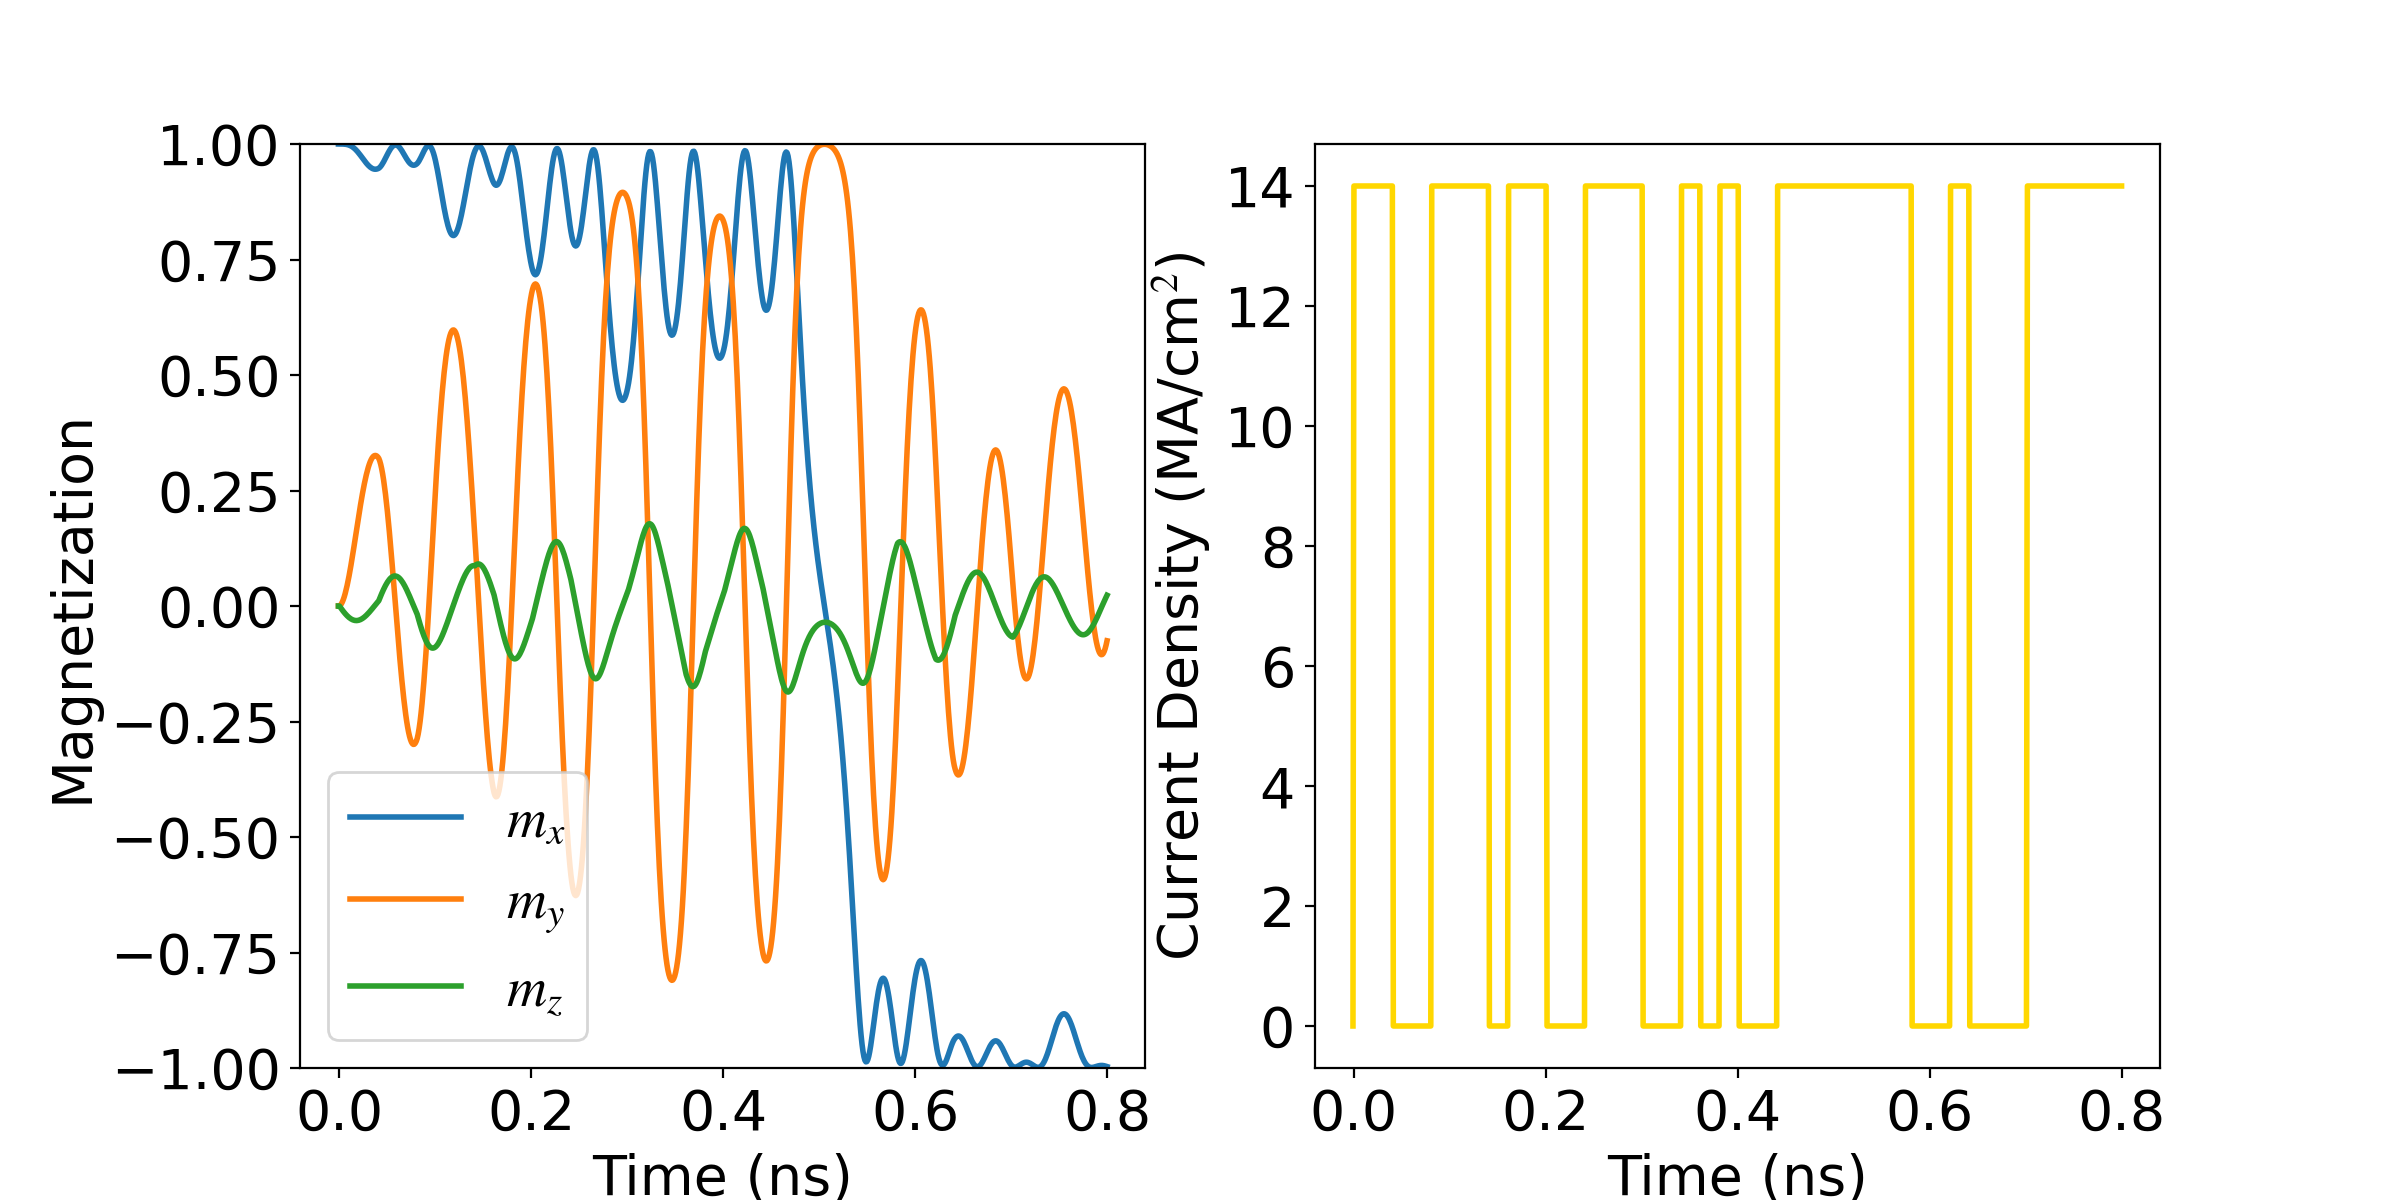 Magnetization
1.00
0.75
0.50
0.25
0.00
−0.25
−0.50
−0.75
−1.00
m_x
m_y
m_z
0.0 0.2 0.4 0.6 0.8
Time (ns)
Current Density (MA/cm²)
14
12
10
8
6
4
2
0
0.0 0.2 0.4 0.6 0.8
Time (ns)